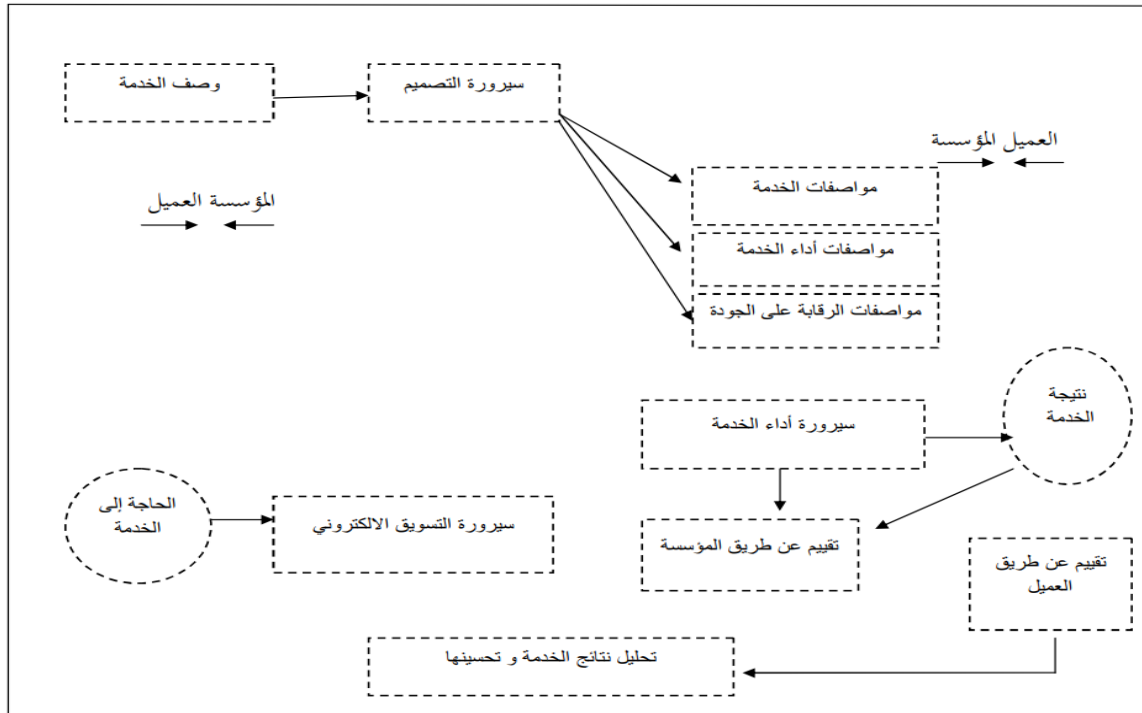 وصف الخدمة
سيرورة التصميم
العميل المؤسسة
مواصفات الخدمة
المؤسسة العميل
مواصفات أداء الخدمة
مواصفات الرقابة على الجودة
نتيجة
الخدمة
سيرورة أداء الخدمة
الحاجة إلى
الخدمة
سيرورة التسويق الالكتروني
تقييم عن طريق المؤسسة
تقييم عن طريق
العميل
تحليل نتائج الخدمة و تحسينها